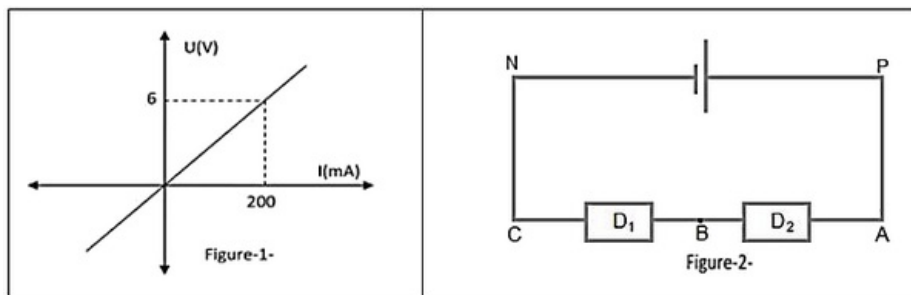 U(V)
6
I(mA)
200
Figure-1-
N
P
C
D₁
B
D₂
A
Figure-2-